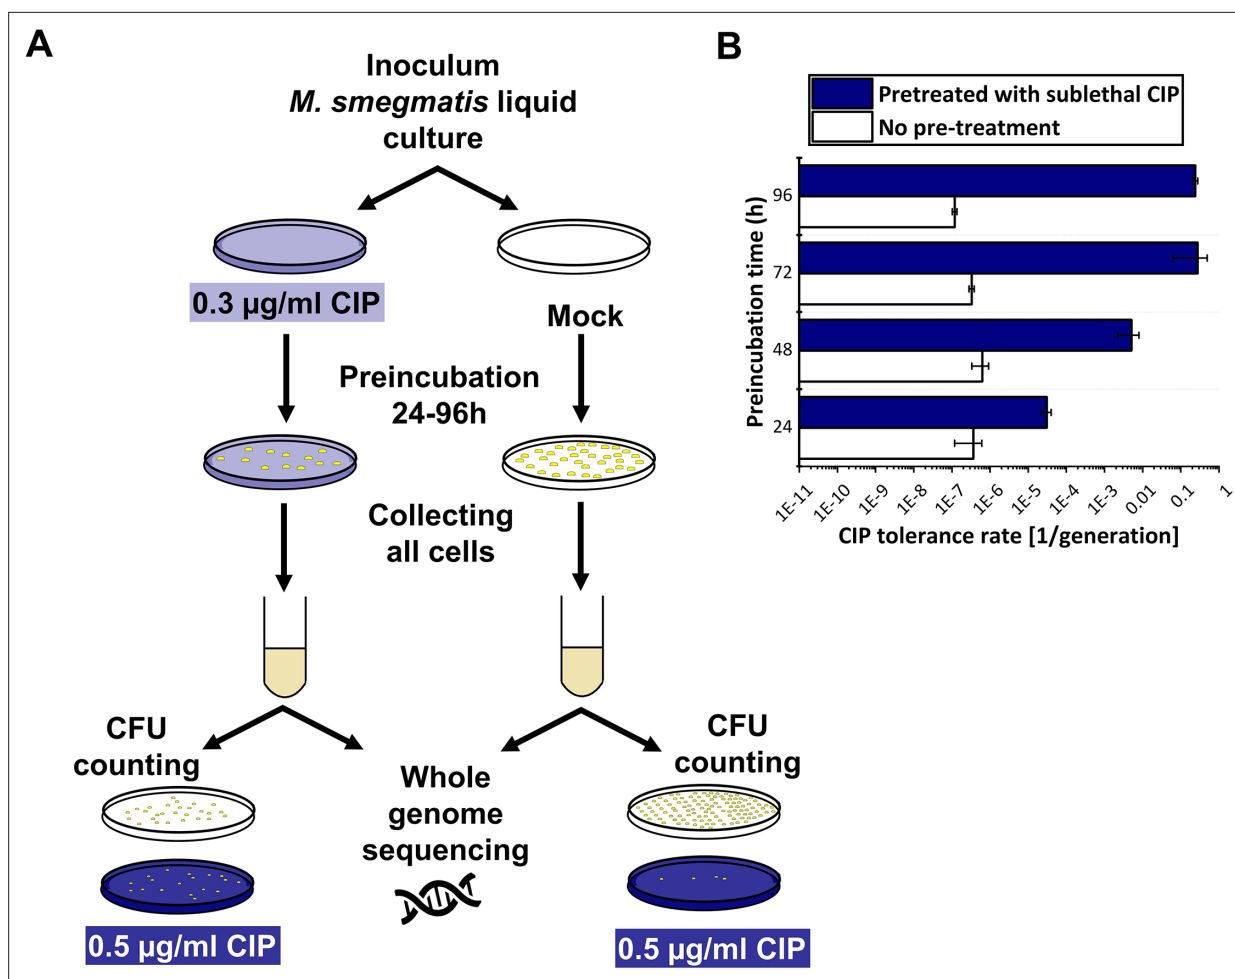 A
Inoculum
M. smegmatis liquid
culture
0.3 µg/ml CIP
Mock
Preincubation
24-96h
Collecting
all cells
CFU
counting
Whole
genome
sequencing
CFU
counting
0.5 µg/ml CIP
0.5 µg/ml CIP
B
Pretreated with sublethal CIP
No pre-treatment
Preincubation time (h)
96
72
48
24
1E-11
1E-10
1E-9
1E-8
1E-7
1E-6
1E-5
1E-4
1E-3
0.01
0.1
1
CIP tolerance rate [1/generation]